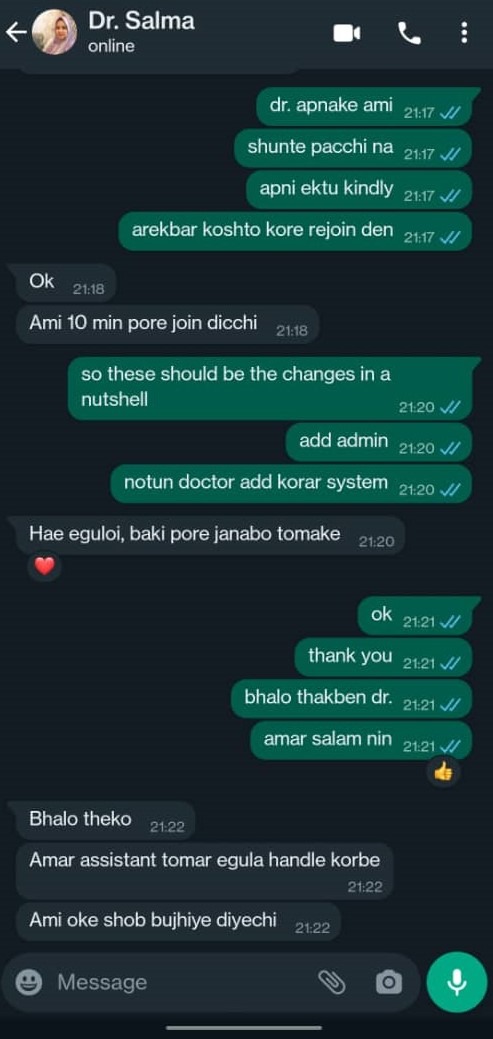 Dr. Salma
online
dr. apnake ami 21:17
shunte pacchi na 21:17
apni ektu kindly 21:17
arekbar koshto kore rejoin den 21:17
Ok 21:18
Ami 10 min pore join dicchi 21:18
so these should be the changes in a
nutshell
21:20
add admin 21:20
notun doctor add korar system 21:20
Hae eguloi, baki pore janabo tomake 21:20
ok 21:21
thank you 21:21
bhalo thakben dr. 21:21
amar salam nin 21:21
Bhalo theko 21:22
Amar assistant tomar egula handle korbe
21:22
Ami oke shob bujhiye diyechi 21:22
Message